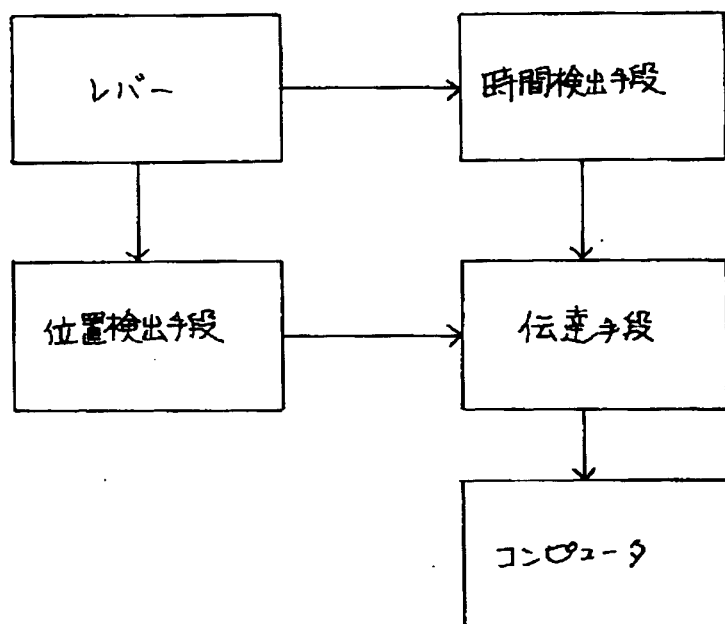 レバー
時間検出手段
位置検出手段
伝達手段
コンピュータ